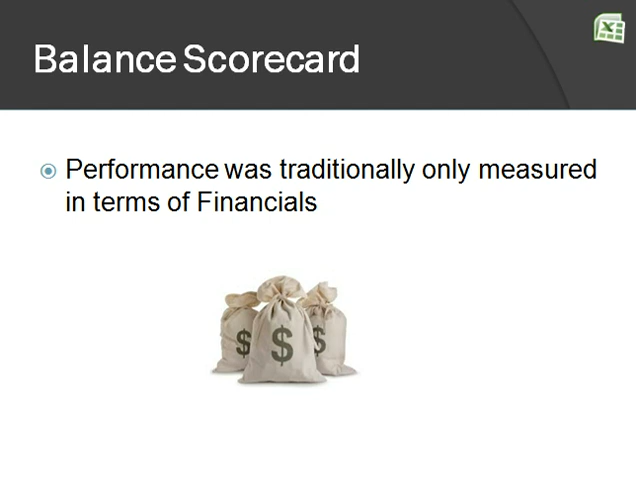 Balance Scorecard
Performance was traditionally only measured
in terms of Financials
$ $ $